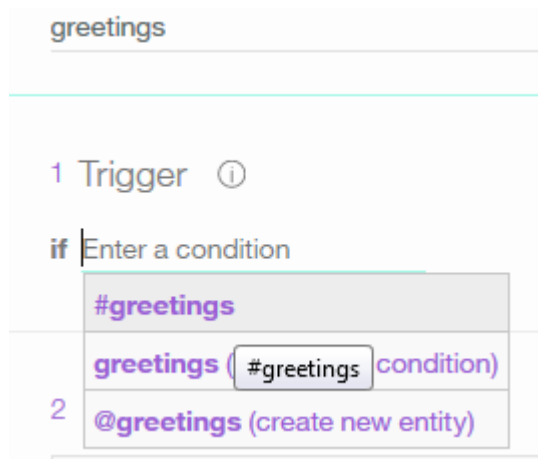 greetings
1 Trigger ⓘ
if Enter a condition
#greetings
greetings ( #greetings condition)
2
@greetings (create new entity)